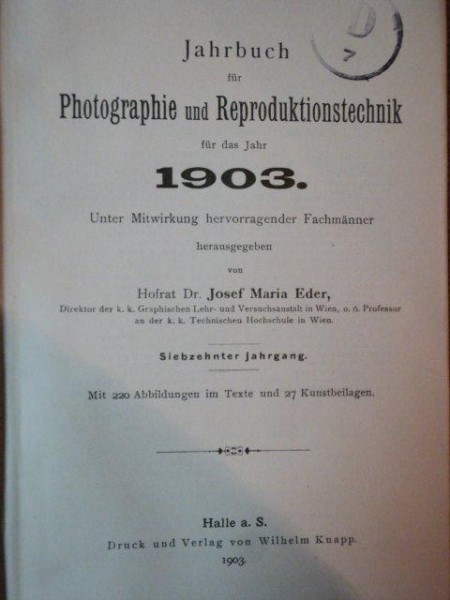 D
7
Jahrbuch
für
Photographie und Reproduktionstechnik
für das Jahr
1903.
Unter Mitwirkung hervorragender Fachmänner
herausgegeben
von
Hofrat Dr. Josef Maria Eder,
Direktor der k. k. Graphischen Lehr- und Versuchsanstalt in Wien, o. ö. Professor
an der k. k. Technischen Hochschule in Wien.
Siebzehnter Jahrgang.
Mit 220 Abbildungen im Texte und 27 Kunstbeilagen.
Halle a. S.
Druck und Verlag von Wilhelm Knapp.
1903.